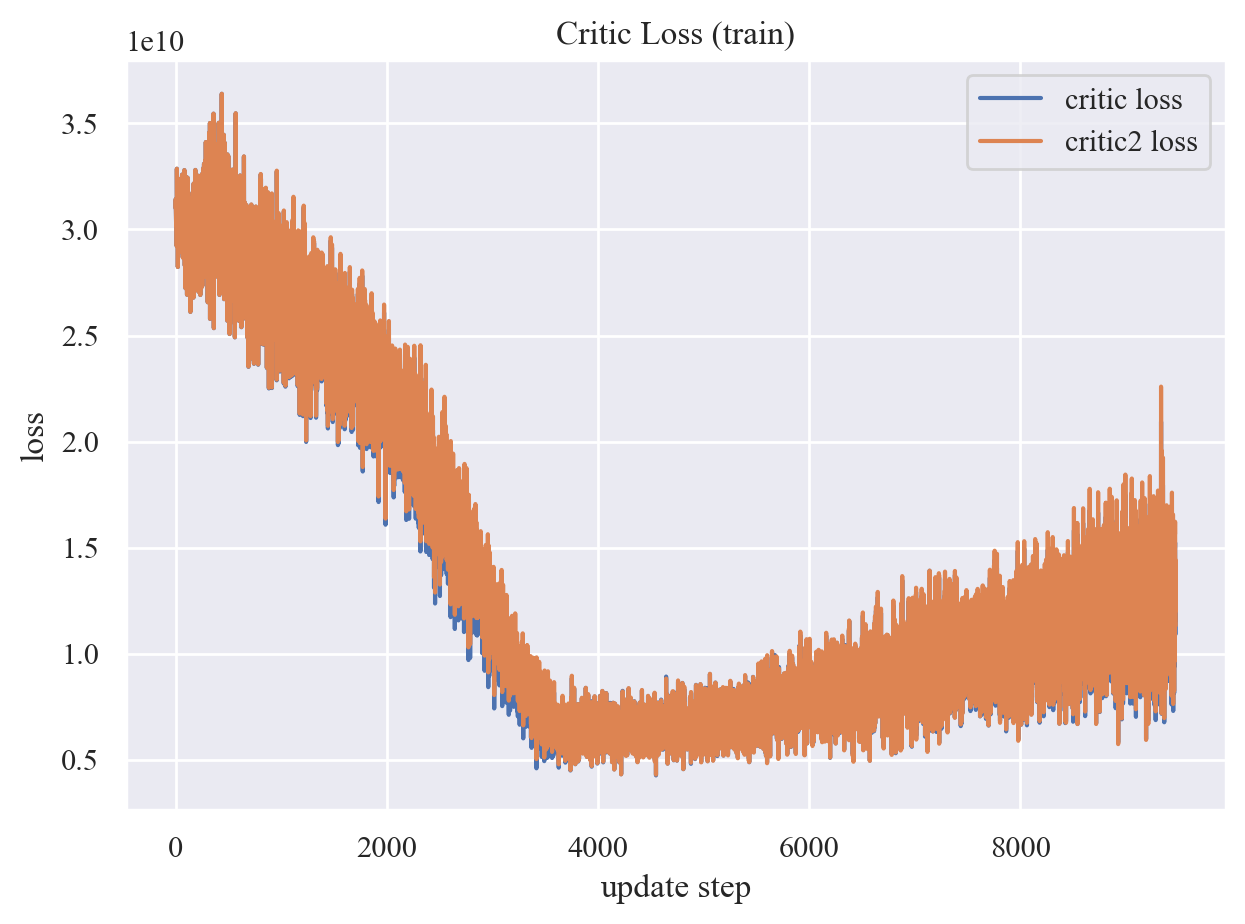 Critic Loss (train)
1e10
critic loss
critic2 loss
3.5
3.0
2.5
2.0
1.5
1.0
0.5
loss
0 2000 4000 6000 8000
update step